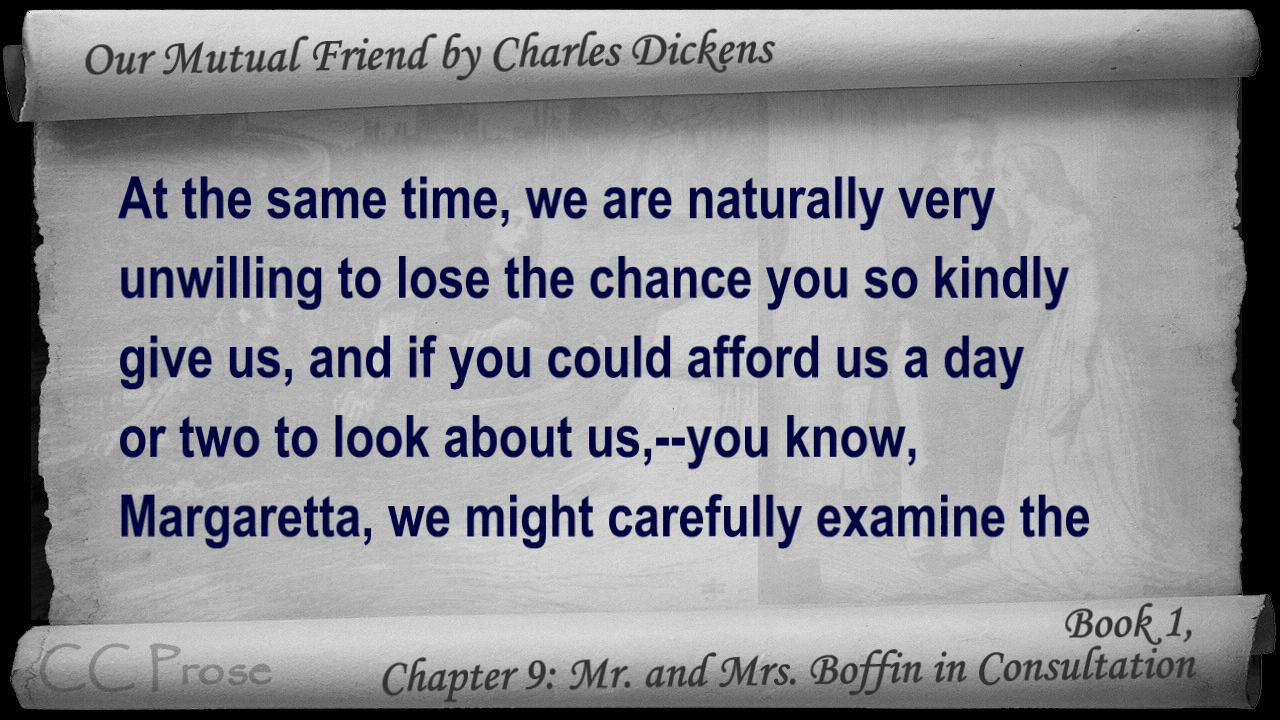 Our Mutual Friend by Charles Dickens
At the same time, we are naturally very
unwilling to lose the chance you so kindly
give us, and if you could afford us a day
or two to look about us,--you know,
Margaretta, we might carefully examine the
Book 1,
Chapter 9: Mr. and Mrs. Boffin in Consultation
CC Prose